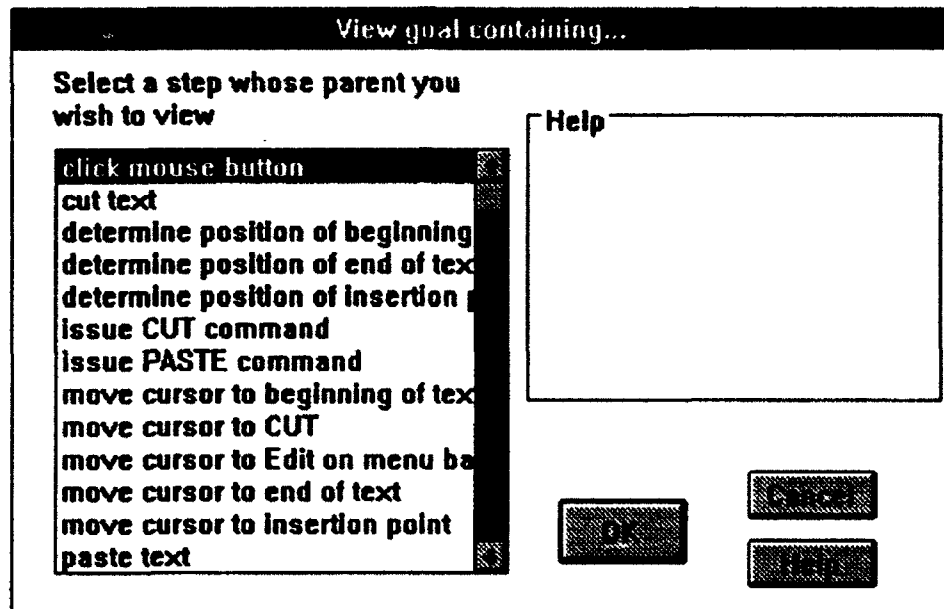 View goal containing...
Select a step whose parent you
wish to view
Help
click mouse button
cut text
determine position of beginning
determine position of end of tex
determine position of insertion p
issue CUT command
issue PASTE command
move cursor to beginning of tex
move cursor to CUT
move cursor to Edit on menu ba
move cursor to end of text
move cursor to insertion point
paste text
OK
Cancel
Help